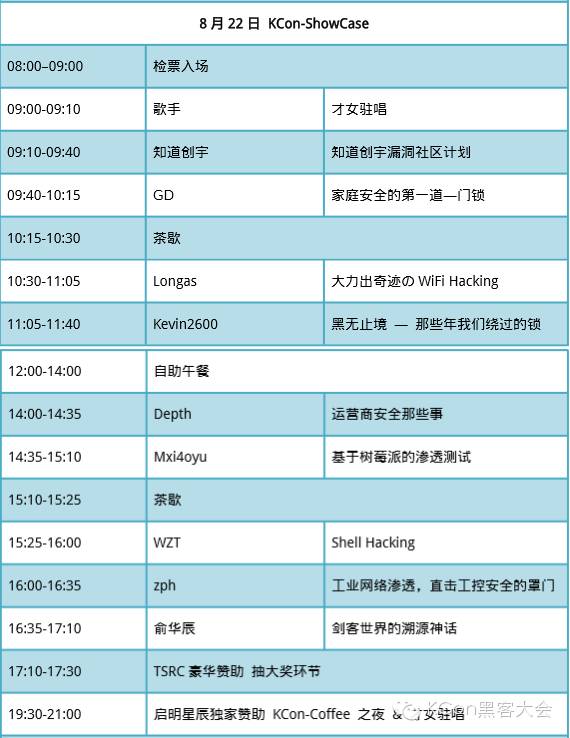 8月22日 KCon-ShowCase
08:00–09:00 检票入场
09:00-09:10 歌手 才女驻唱
09:10-09:40 知道创宇 知道创宇漏洞社区计划
09:40-10:15 GD 家庭安全的第一道—门锁
10:15-10:30 茶歇
10:30-11:05 Longas 大力出奇迹の WiFi Hacking
11:05-11:40 Kevin2600 黑无止境 — 那些年我们绕过的锁
12:00-14:00 自助午餐
14:00-14:35 Depth 运营商安全那些事
14:35-15:10 Mxi4oyu 基于树莓派的渗透测试
15:10-15:25 茶歇
15:25-16:00 WZT Shell Hacking
16:00-16:35 zph 工业网络渗透，直击工控安全的罩门
16:35-17:10 俞华辰 剑客世界的溯源神话
17:10-17:30 TSRC 豪华赞助 抽大奖环节
19:30-21:00 启明星辰独家赞助 KCon-Coffee 之夜 & 才女驻唱
KCon黑客大会